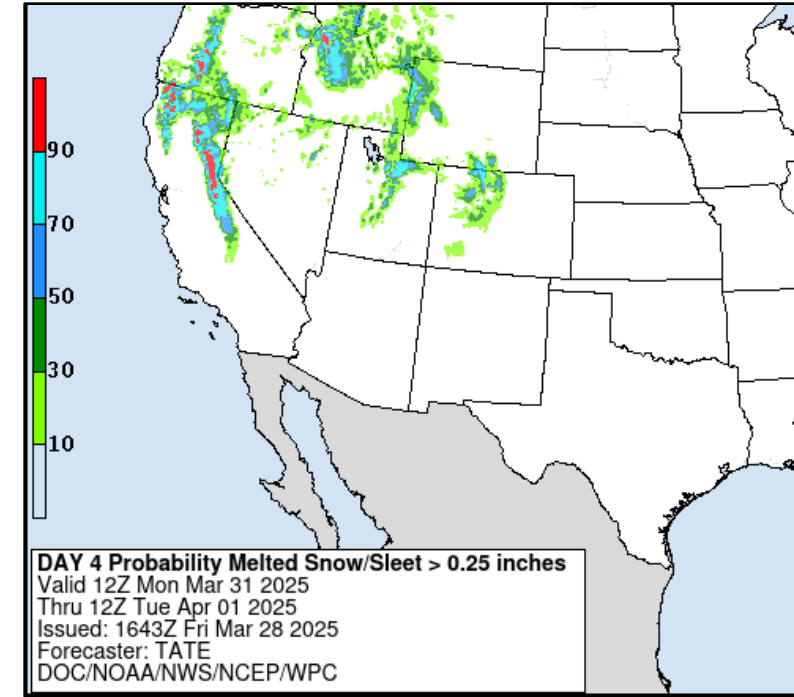 90
70
50
30
10
DAY 4 Probability Melted Snow/Sleet > 0.25 inches
Valid 12Z Mon Mar 31 2025
Thru 12Z Tue Apr 01 2025
Issued: 1643Z Fri Mar 28 2025
Forecaster: TATE
DOC/NOAA/NWS/NCEP/WPC